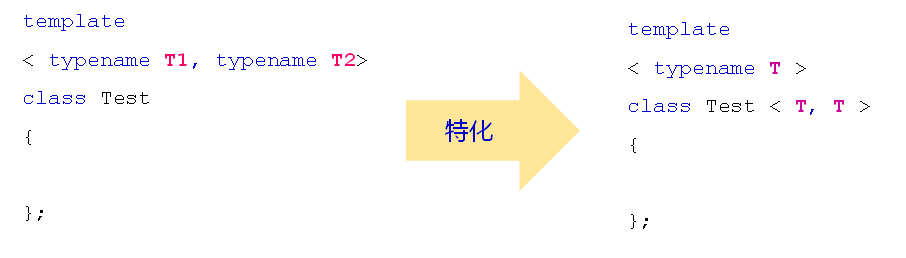 template
< typename T1, typename T2>
class Test
{
};
特化
template
< typename T >
class Test < T, T >
{
};